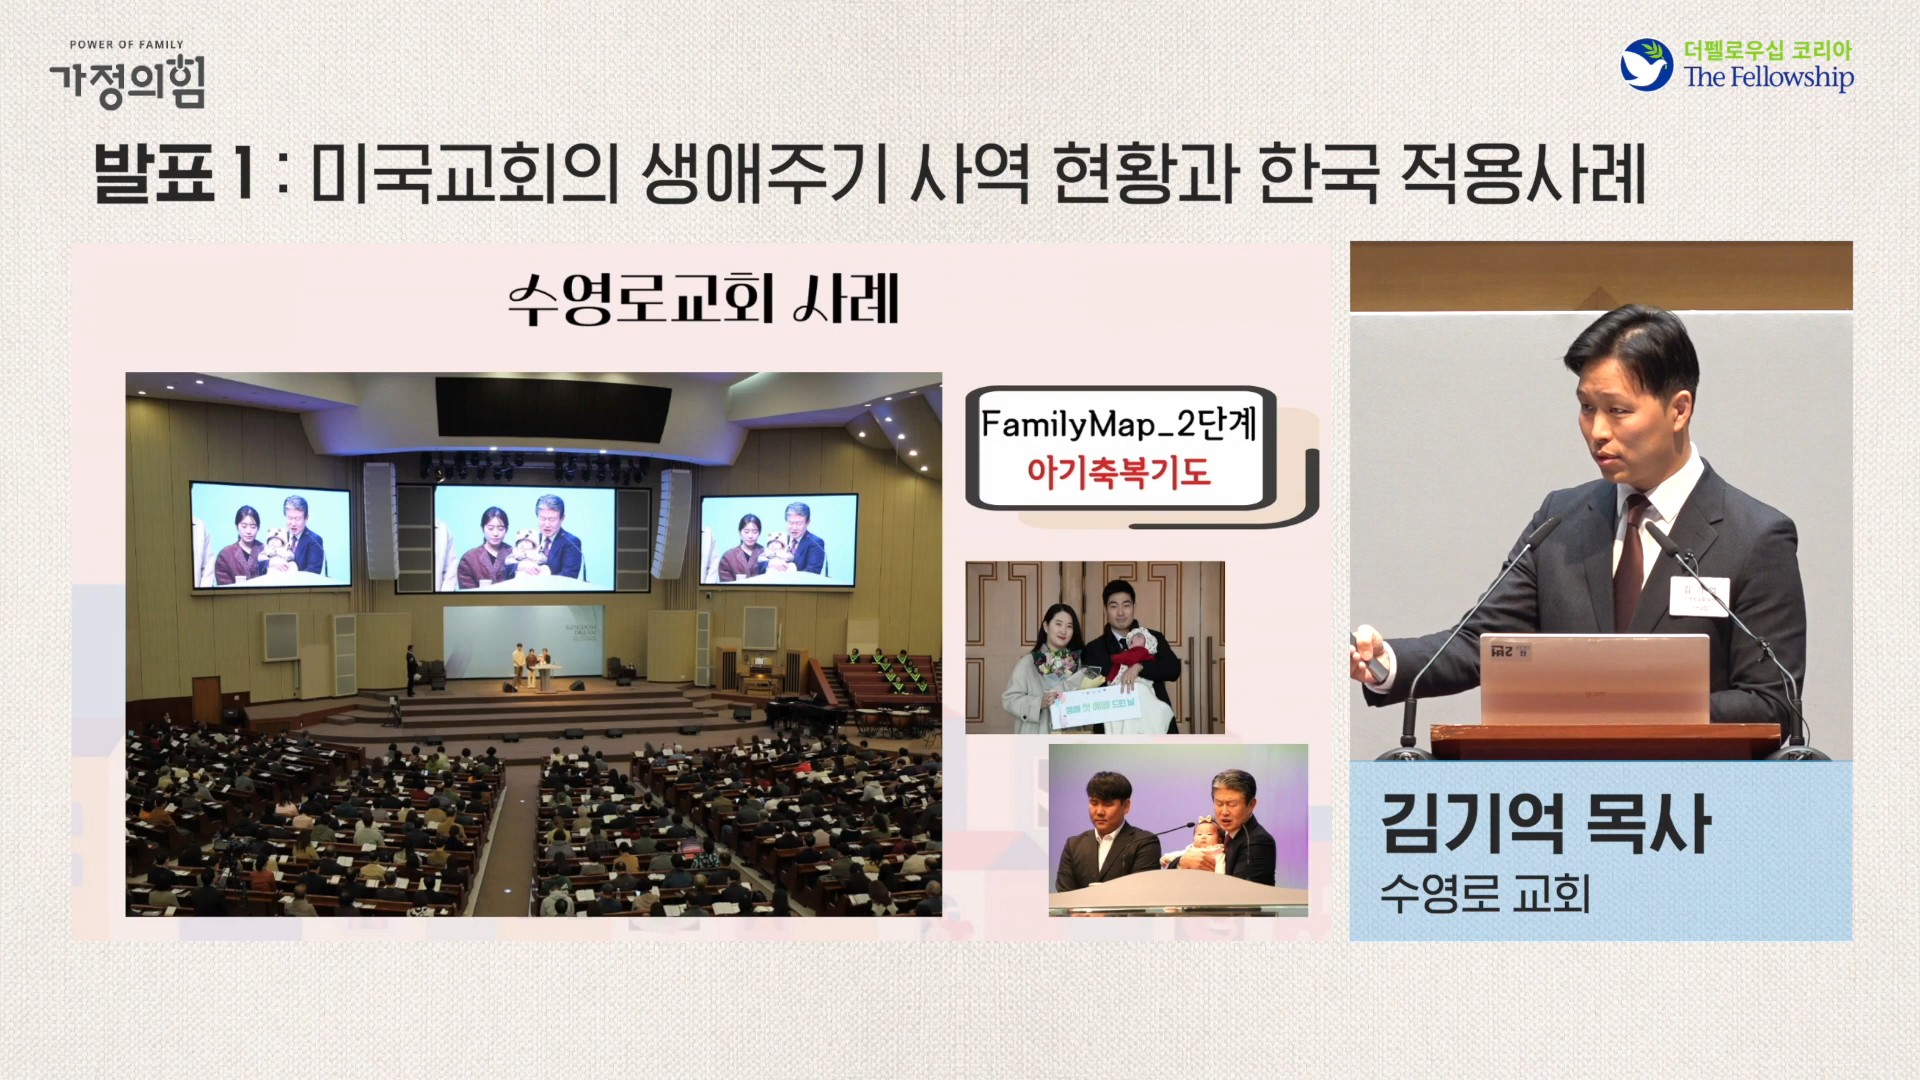 POWER OF FAMILY
가정의힘
더펠로우십 코리아
The Fellowship
발표 1 : 미국교회의 생애주기 사역 현황과 한국 적용사례
수영로교회 사례
FamilyMap_2단계
아기축복기도
김기억 목사
수영로 교회